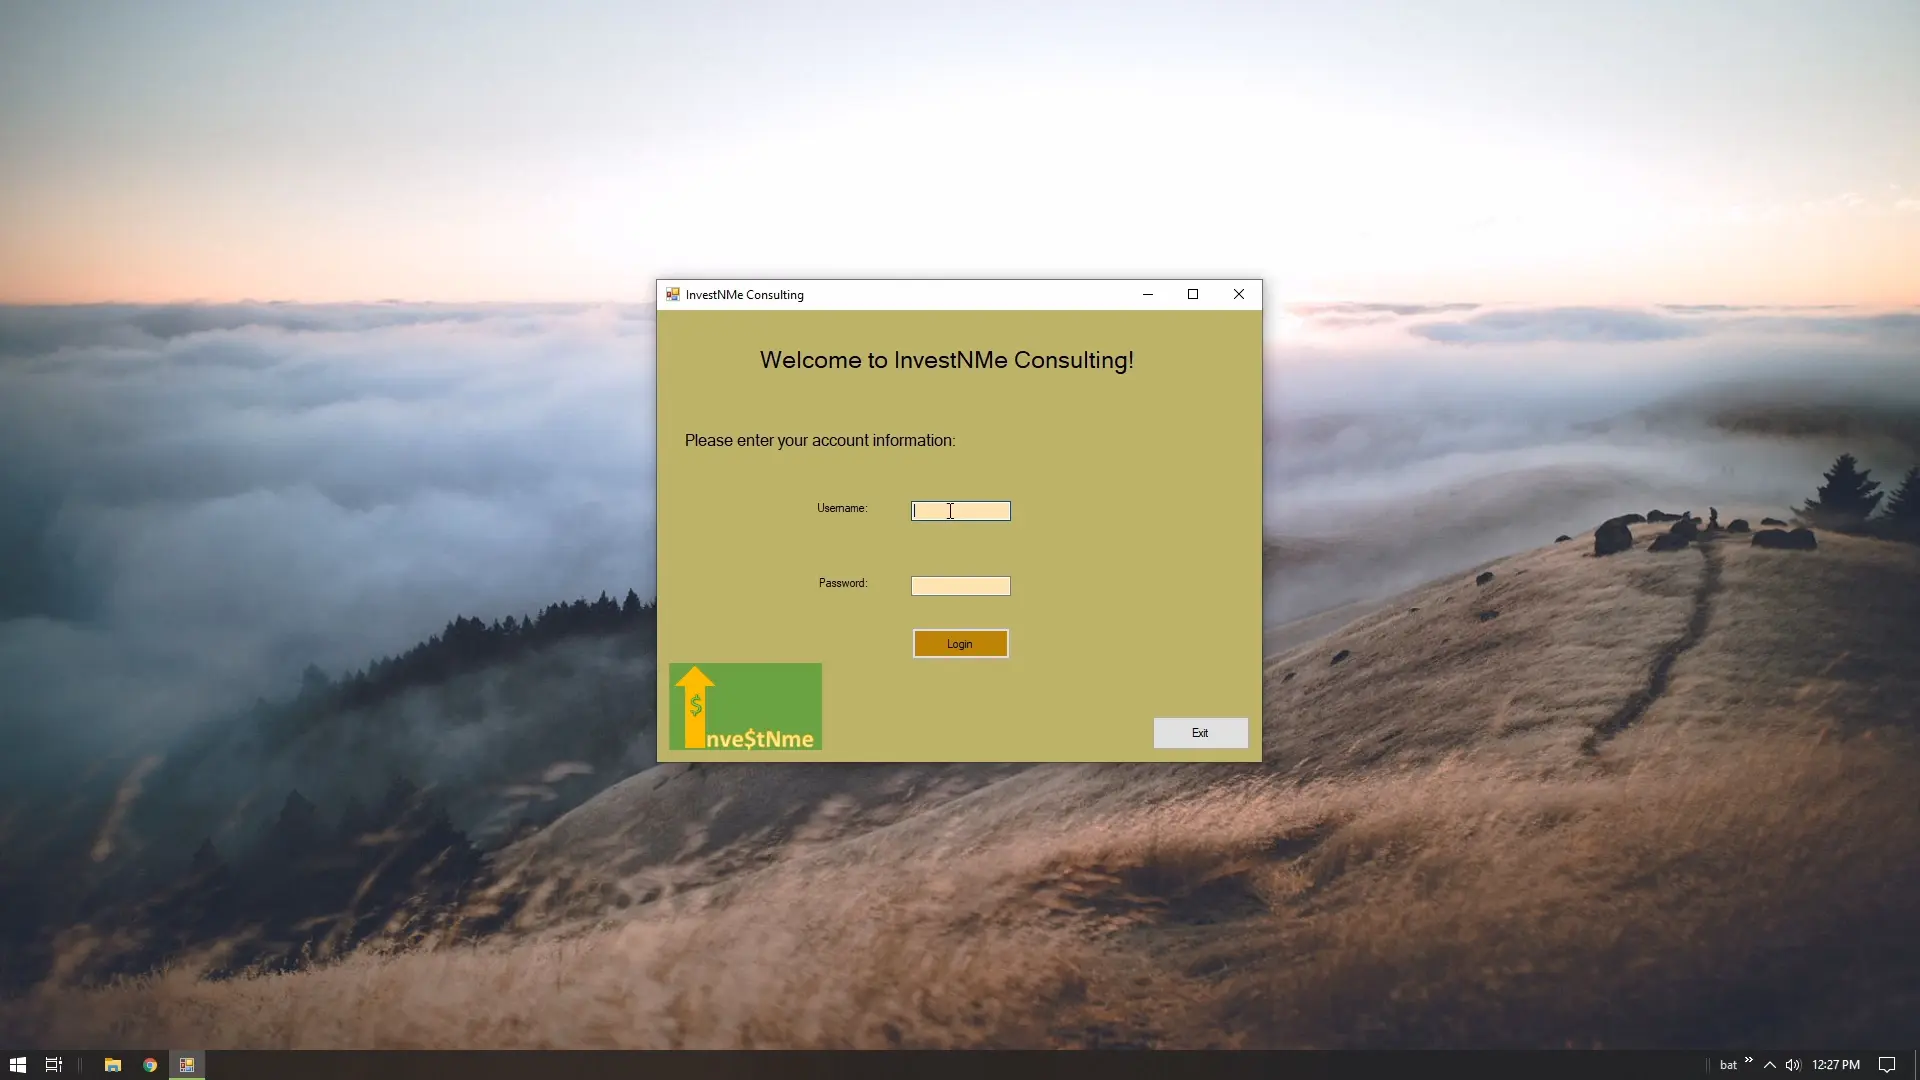 InvestNMe Consulting
Welcome to InvestNMe Consulting!
Please enter your account information:
Username:
Password:
Login
$
nve$tNme
Exit
bat
12:27 PM